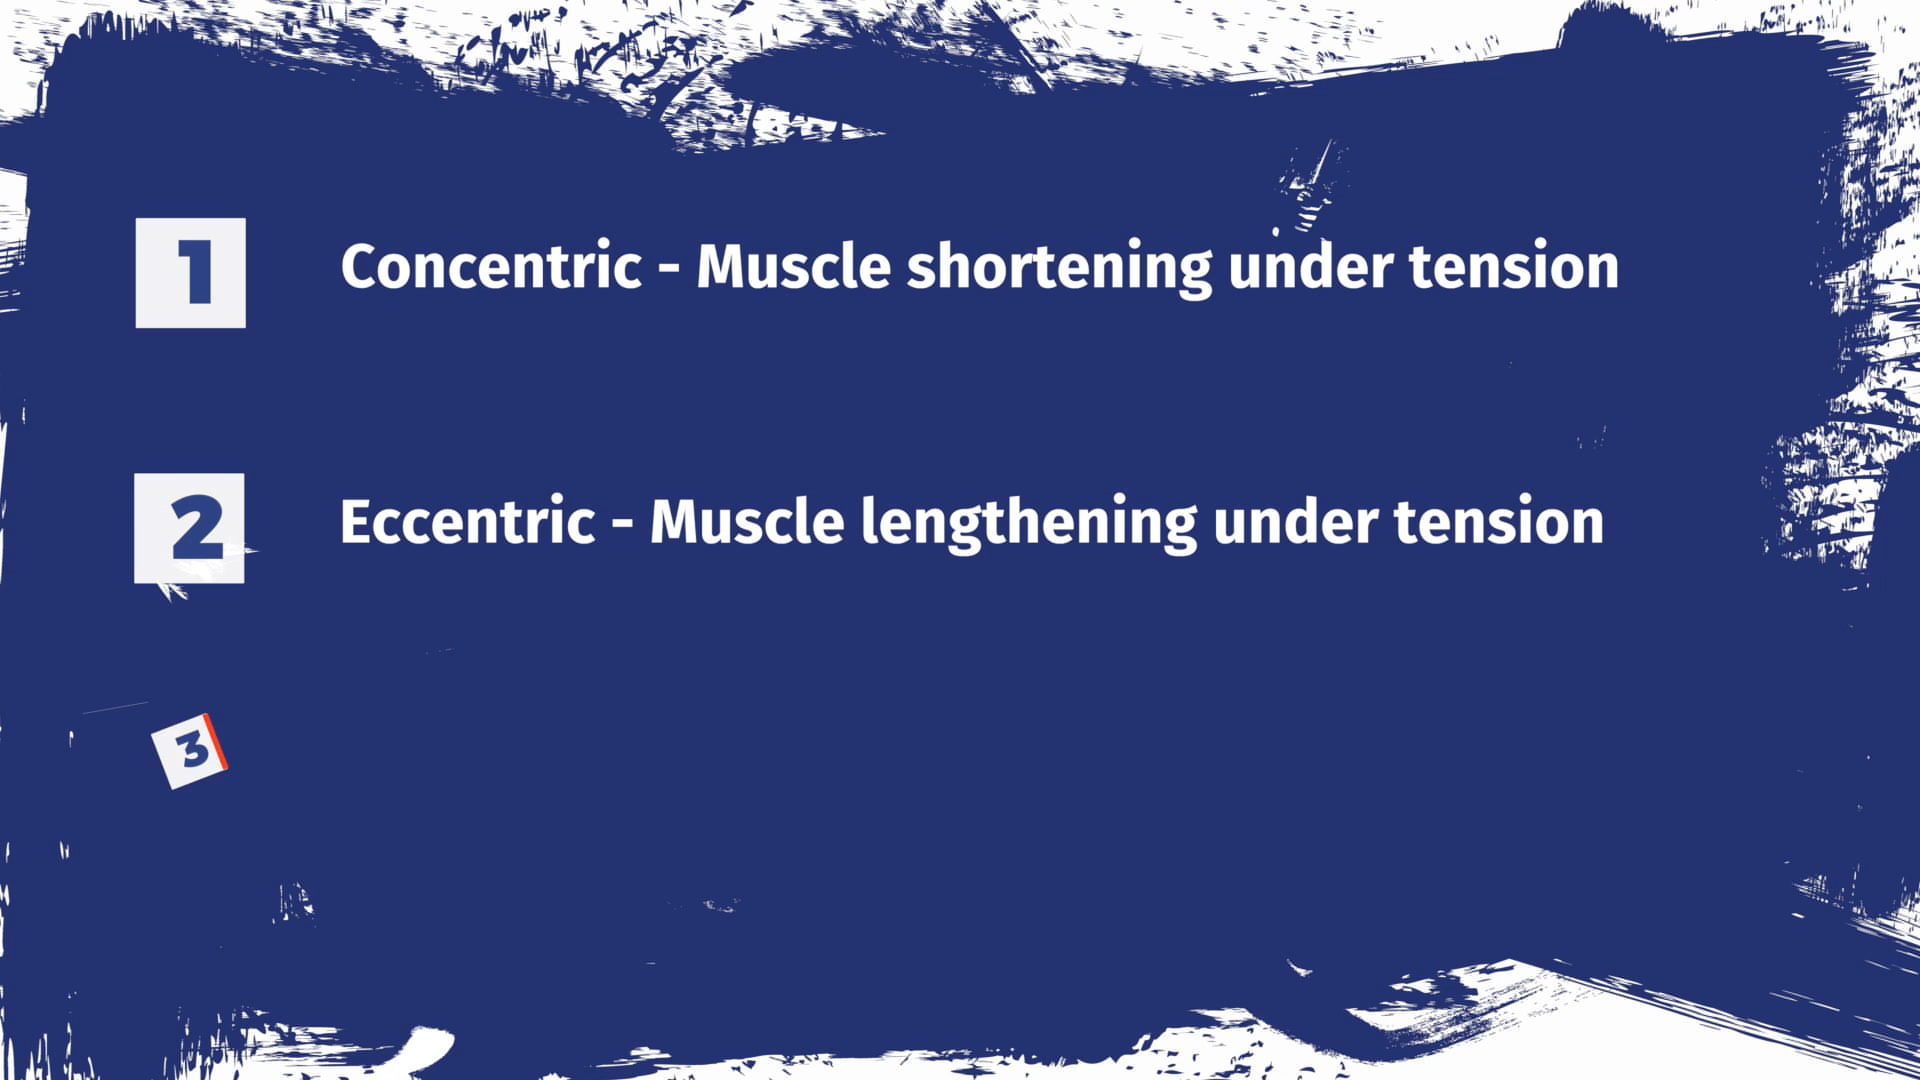 1 Concentric - Muscle shortening under tension
2 Eccentric - Muscle lengthening under tension
3